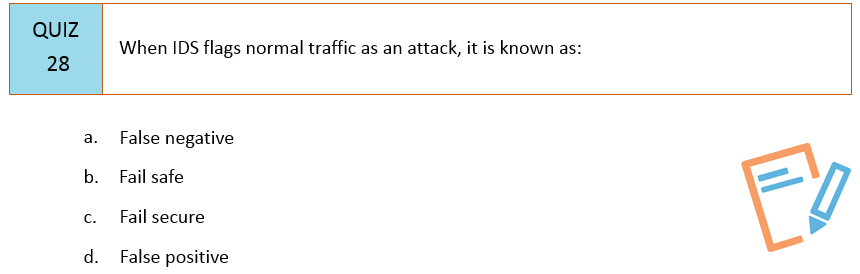 QUIZ
28
When IDS flags normal traffic as an attack, it is known as:
a. False negative
b. Fail safe
c. Fail secure
d. False positive